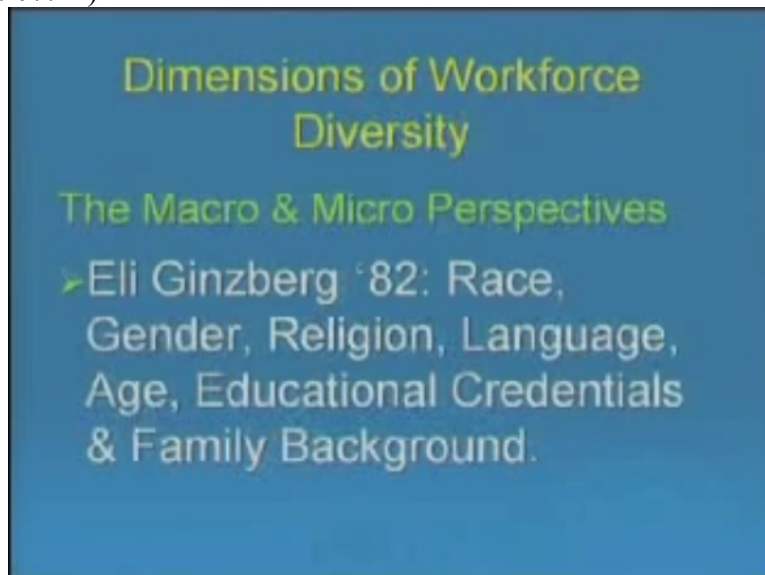 Dimensions of Workforce
Diversity
The Macro & Micro Perspectives
➢Eli Ginzberg ‘82: Race,
Gender, Religion, Language,
Age, Educational Credentials
& Family Background.